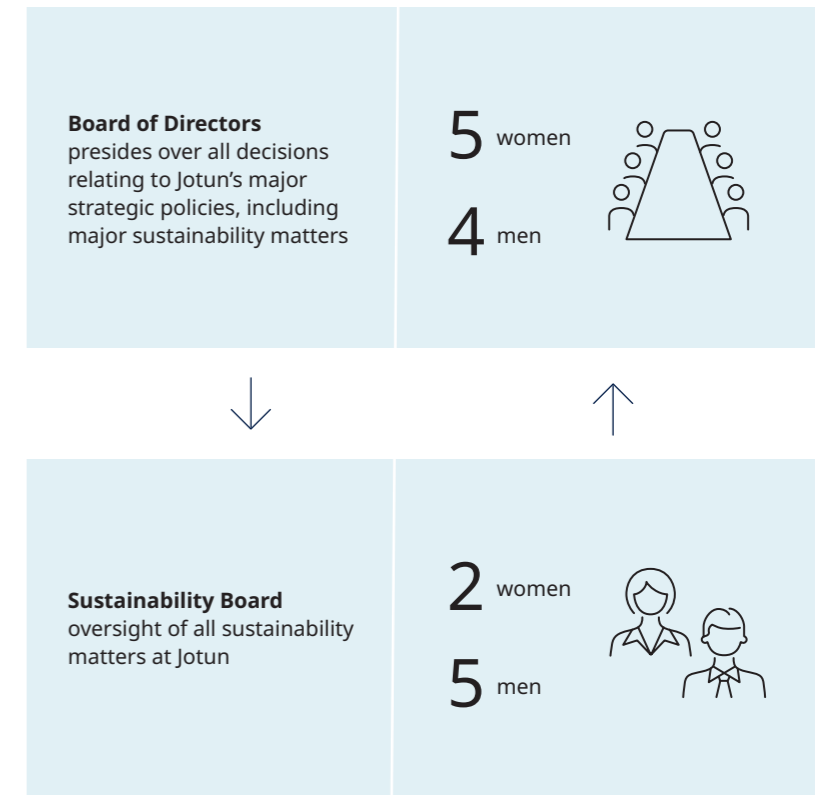 Board of Directors
presides over all decisions
relating to Jotun's major
strategic policies, including
major sustainability matters
5 women
4 men
Sustainability Board
oversight of all sustainability
matters at Jotun
2 women
5 men